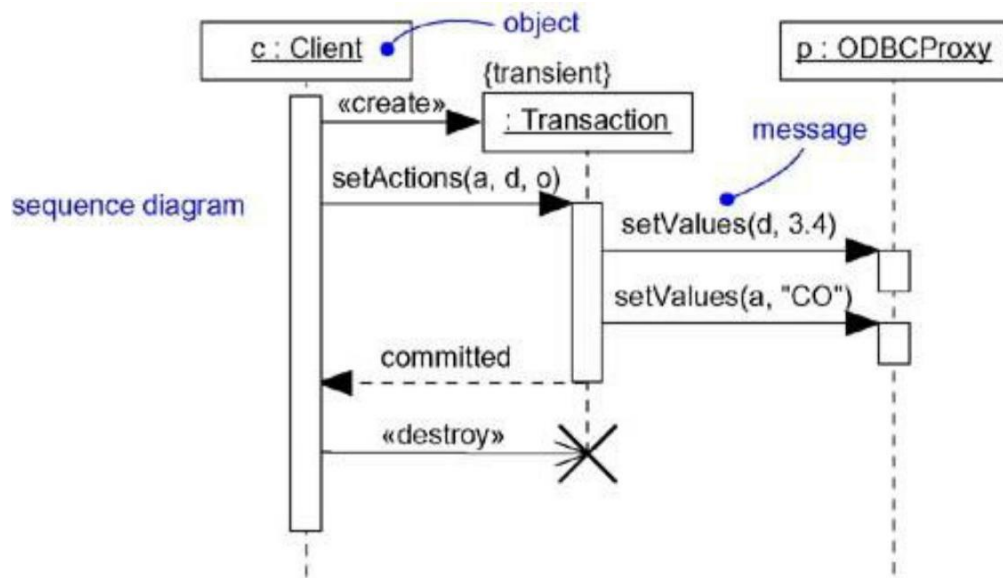 object
c : Client
p : ODBCProxy
{transient}
«create»
: Transaction
message
setActions(a, d, o)
sequence diagram
setValues(d, 3.4)
setValues(a, "CO")
committed
«destroy»